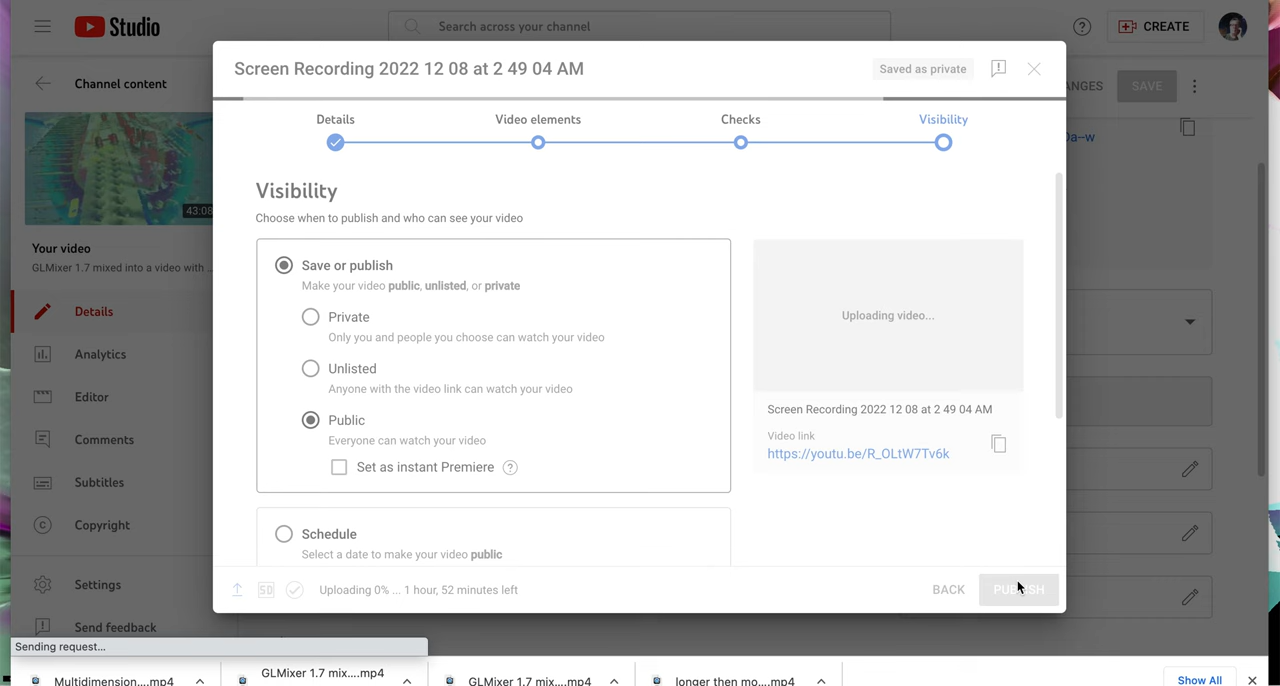 Studio
Search across your channel
CREATE
Channel content
43:08
Your video
GLMixer 1.7 mixed into a video with ...
Details
Analytics
Editor
Comments
Subtitles
Copyright
Settings
Send feedback
Screen Recording 2022 12 08 at 2 49 04 AM
Saved as private
ANGES
SAVE
Details
Video elements
Checks
Visibility
Da--w
Visibility
Choose when to publish and who can see your video
Save or publish
Make your video public, unlisted, or private
Private
Only you and people you choose can watch your video
Unlisted
Anyone with the video link can watch your video
Public
Everyone can watch your video
Set as instant Premiere
Schedule
Select a date to make your video public
Uploading video...
Screen Recording 2022 12 08 at 2 49 04 AM
Video link
https://youtu.be/R_OLtW7Tv6k
SD
Uploading 0% ... 1 hour, 52 minutes left
BACK
PUBLISH
Sending request...
Multidimension....mp4
GLMixer 1.7 mix....mp4
GLMixer 1.7 mix....mp4
longer then mo....mp4
Show All